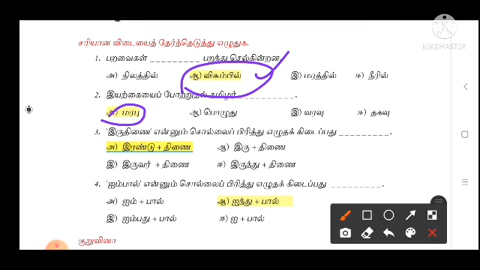 சரியான விடையைத் தேர்ந்தெடுத்து எழுதுக.
1. பறவைகள் __________ பறந்து செல்கின்றன
அ) நிலத்தில் ஆ) விசும்பில் இ) மரத்தில் ஈ) நீரில்
2. இயற்கையைப் போற்றுதல் தமிழர் __________.
அ) மரபு ஆ) பொழுது இ) வரவு ஈ) தகவு
3. 'இருதிணை' என்னும் சொல்லைப் பிரித்து எழுதக் கிடைப்பது __________.
அ) இரண்டு + திணை ஆ) இரு + திணை
இ) இருவர் + திணை ஈ) இருந்து + திணை
4. 'ஐம்பால்' என்னும் சொல்லைப் பிரித்து எழுதக் கிடைப்பது __________
அ) ஐம் + பால் ஆ) ஐந்து + பால்
இ) ஐம்பது + பால் ஈ) ஐ + பால்
குறுவினா
KINEMASTER